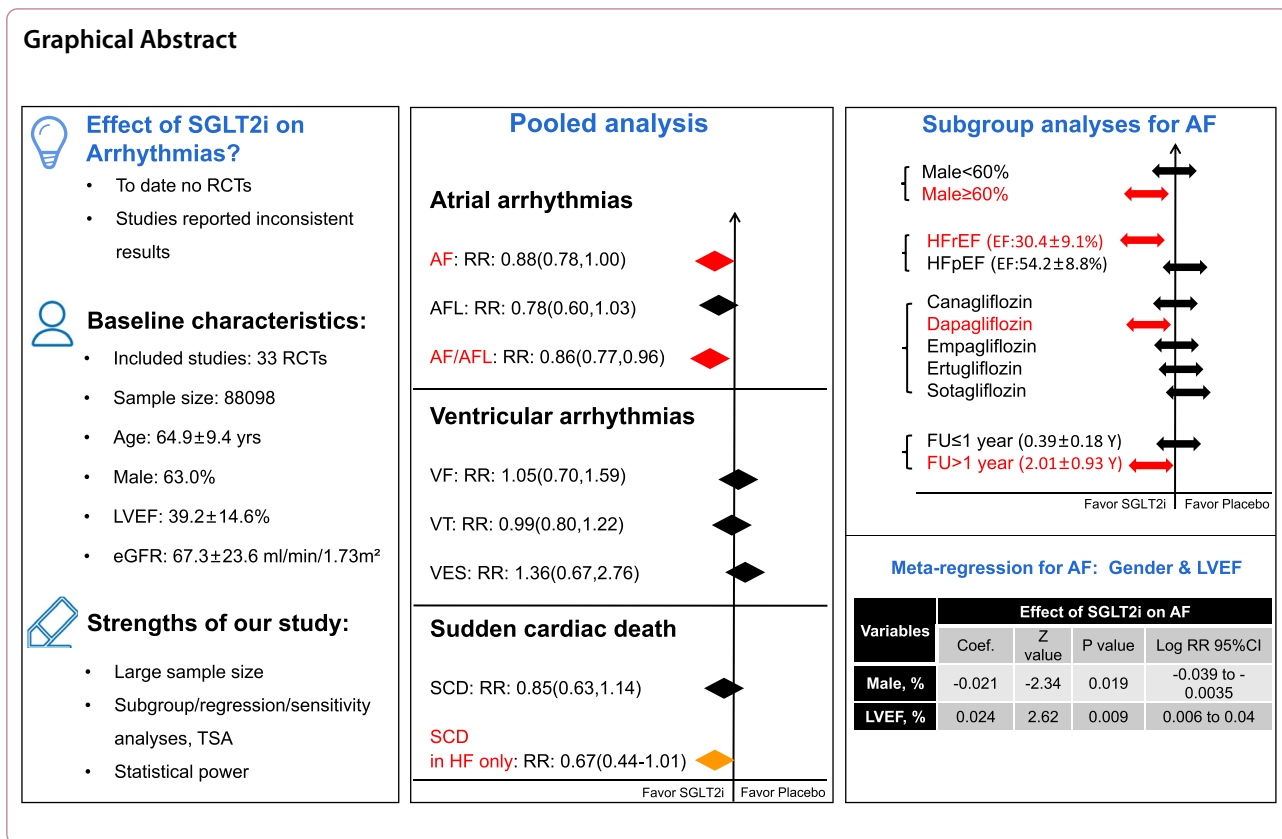 Graphical Abstract
Effect of SGLT2i on
Arrhythmias?
• To date no RCTs
• Studies reported inconsistent
results
Baseline characteristics:
• Included studies: 33 RCTs
• Sample size: 88098
• Age: 64.9±9.4 yrs
• Male: 63.0%
• LVEF: 39.2±14.6%
• eGFR: 67.3±23.6 ml/min/1.73m²
Strengths of our study:
• Large sample size
• Subgroup/regression/sensitivity
analyses, TSA
• Statistical power
Pooled analysis
Atrial arrhythmias
AF: RR: 0.88(0.78,1.00)
AFL: RR: 0.78(0.60,1.03)
AF/AFL: RR: 0.86(0.77,0.96)
Ventricular arrhythmias
VF: RR: 1.05(0.70,1.59)
VT: RR: 0.99(0.80,1.22)
VES: RR: 1.36(0.67,2.76)
Sudden cardiac death
SCD: RR: 0.85(0.63,1.14)
SCD
in HF only: RR: 0.67(0.44-1.01)
Favor SGLT2i Favor Placebo
Subgroup analyses for AF
Male<60%
Male≥60%
HFrEF (EF:30.4±9.1%)
HFpEF (EF:54.2±8.8%)
Canagliflozin
Dapagliflozin
Empagliflozin
Ertugliflozin
Sotagliflozin
FU≤1 year (0.39±0.18 Y)
FU>1 year (2.01±0.93 Y)
Favor SGLT2i Favor Placebo
Meta-regression for AF: Gender & LVEF
Variables
Effect of SGLT2i on AF
Coef. Z value P value Log RR 95%CI
Male, % -0.021 -2.34 0.019 -0.039 to -
0.0035
LVEF, % 0.024 2.62 0.009 0.006 to 0.04